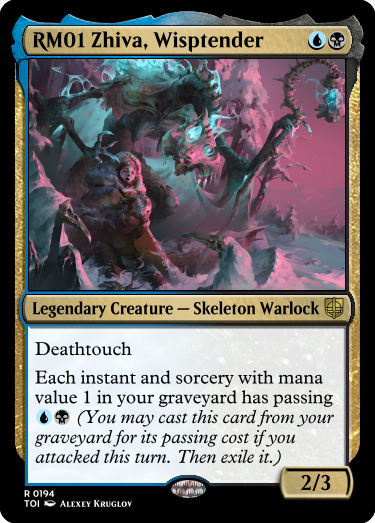 RM01 Zhiva, Wisptender
Legendary Creature — Skeleton Warlock
Deathtouch
Each instant and sorcery with mana
value 1 in your graveyard has passing
(You may cast this card from your
graveyard for its passing cost if you
attacked this turn. Then exile it.)
2/3
R 0194
TOI Alexey Kruglov